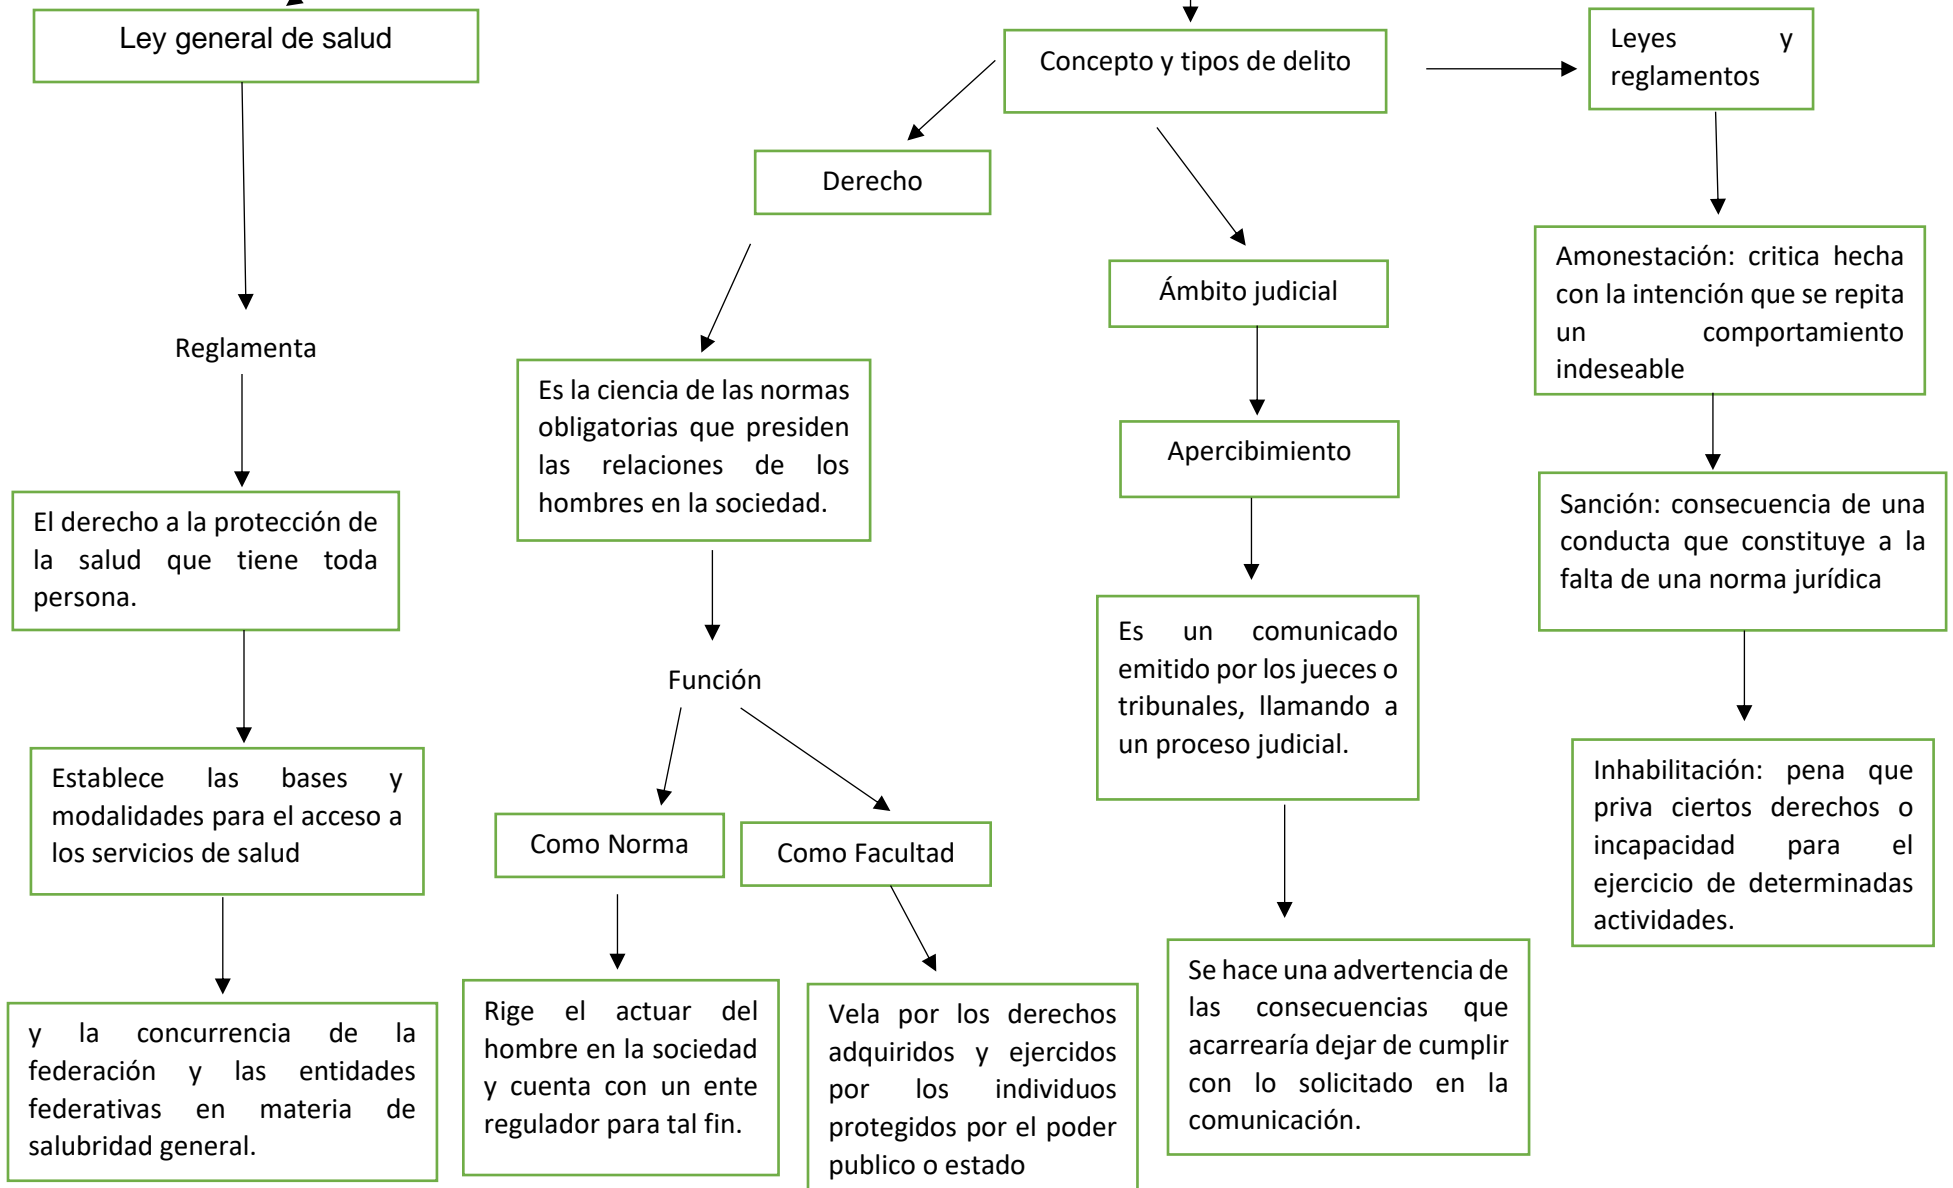 Ley general de salud
Reglamenta
El derecho a la protección de
la salud que tiene toda
persona.
Establece las bases y
modalidades para el acceso a
los servicios de salud
y la concurrencia de la
federación y las entidades
federativas en materia de
salubridad general.
Concepto y tipos de delito
Derecho
Es la ciencia de las normas
obligatorias que presiden
las relaciones de los
hombres en la sociedad.
Función
Como Norma
Rige el actuar del
hombre en la sociedad
y cuenta con un ente
regulador para tal fin.
Como Facultad
Vela por los derechos
adquiridos y ejercidos
por los individuos
protegidos por el poder
publico o estado
Ámbito judicial
Apercibimiento
Es un comunicado
emitido por los jueces o
tribunales, llamando a
un proceso judicial.
Se hace una advertencia de
las consecuencias que
acarrearía dejar de cumplir
con lo solicitado en la
comunicación.
Leyes y
reglamentos
Amonestación: critica hecha
con la intención que se repita
un comportamiento
indeseable
Sanción: consecuencia de una
conducta que constituye a la
falta de una norma jurídica
Inhabilitación: pena que
priva ciertos derechos o
incapacidad para el
ejercicio de determinadas
actividades.